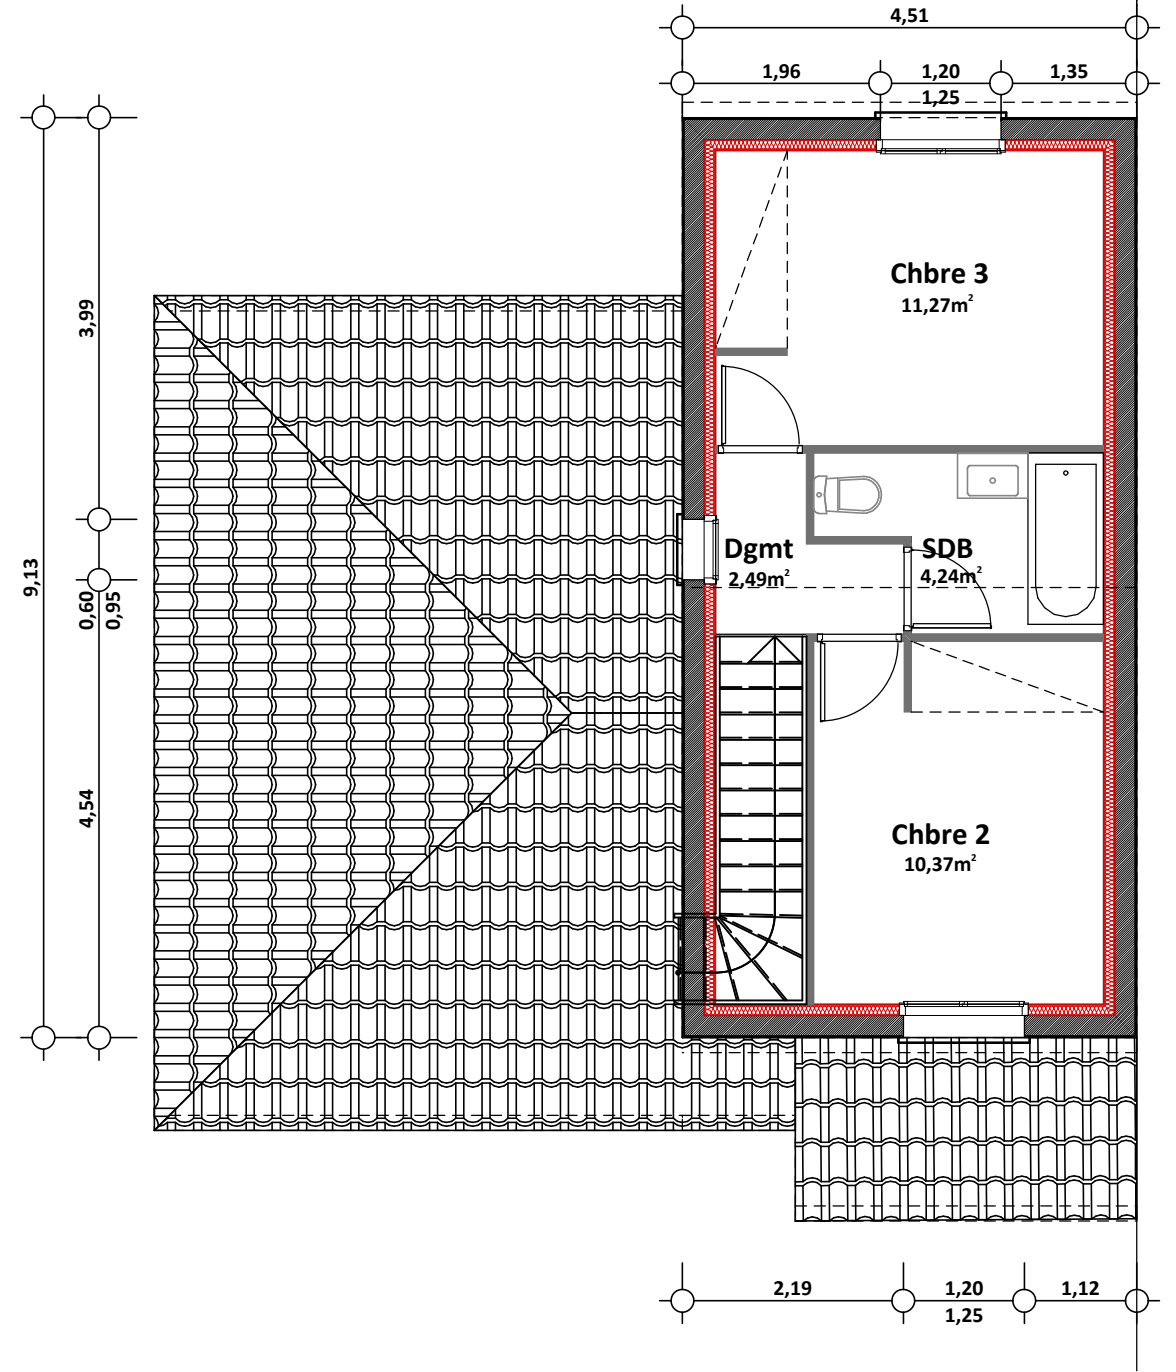 4,51
1,96
1,20
1,35
1,25
Chbre 3
11,27m²
3,99
Dgmt
2,49m²
SDB
4,24m²
9,13
0,60
0,95
4,54
Chbre 2
10,37m²
2,19
1,20
1,12
1,25